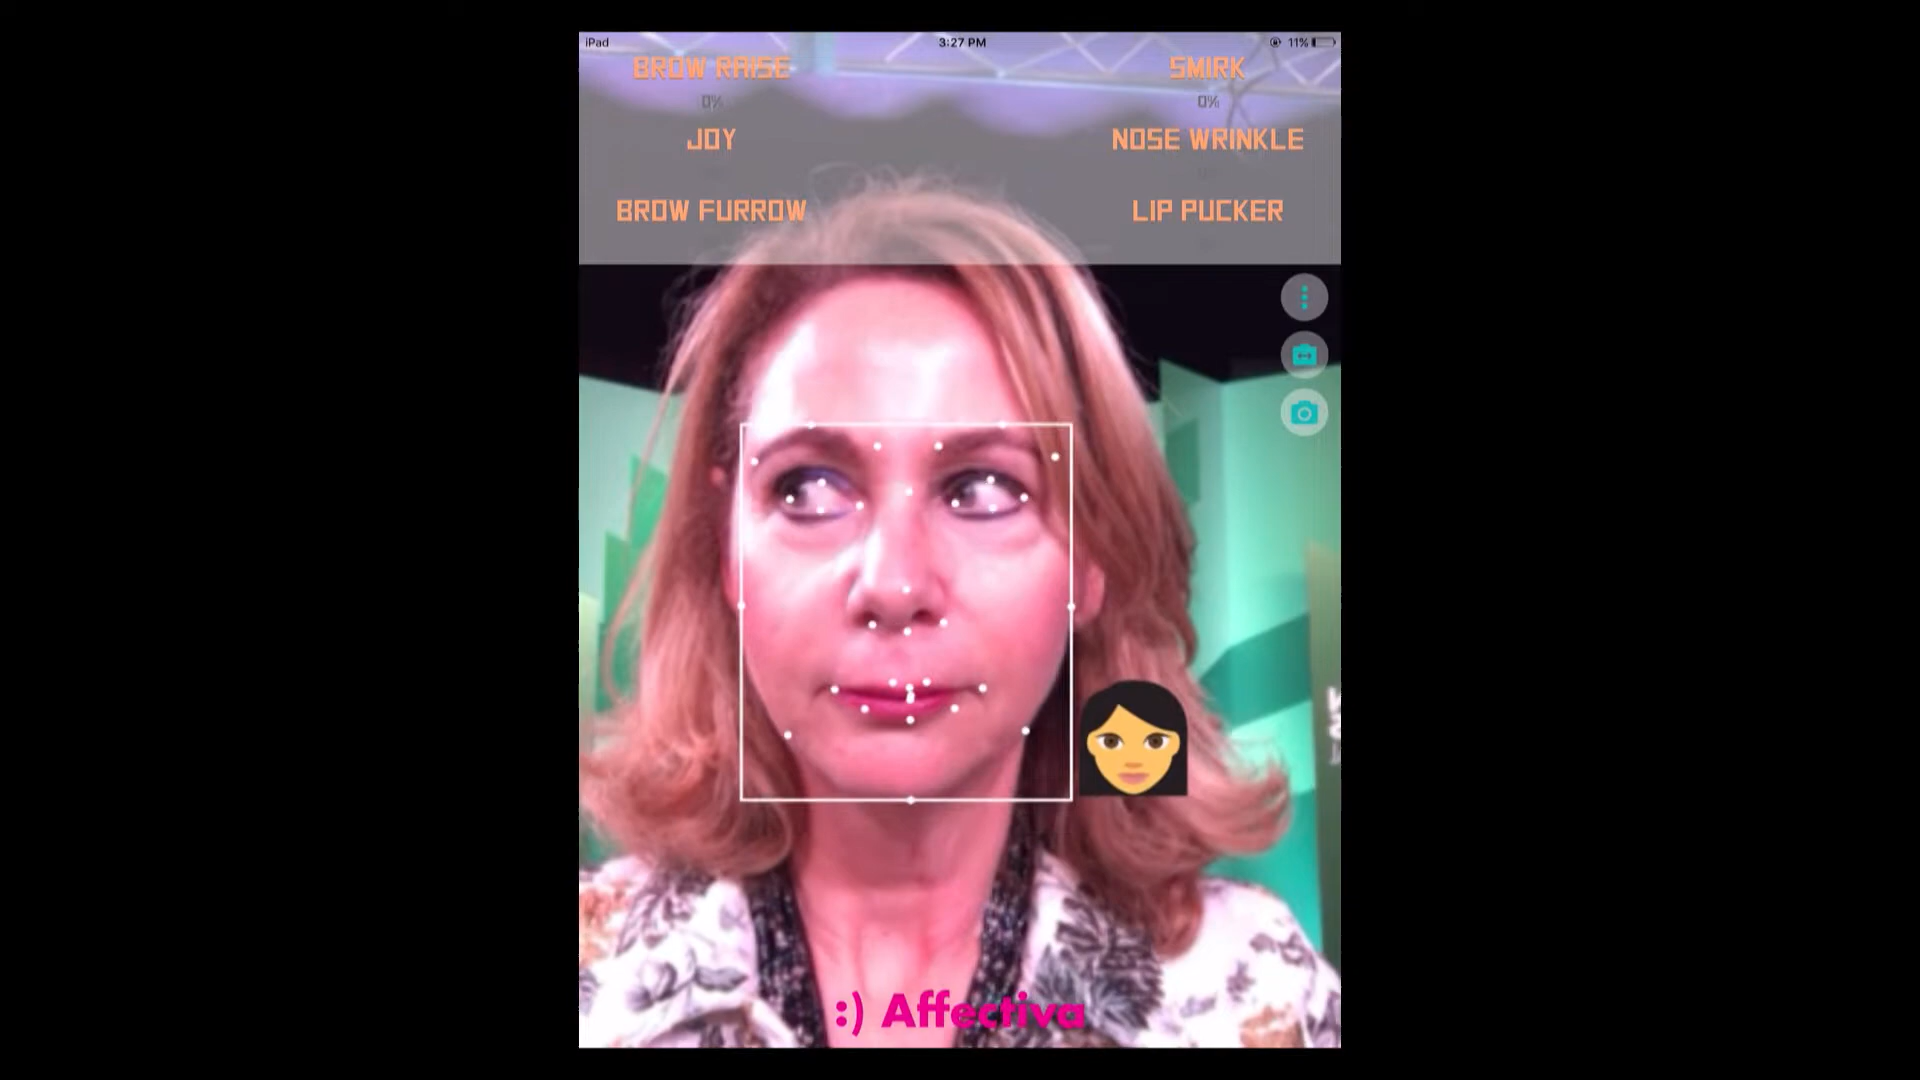 iPad 3:27 PM 11%
BROW RAISE SMIRK
0% 0%
JOY NOSE WRINKLE
BROW FURROW LIP PUCKER
:) Affectiva